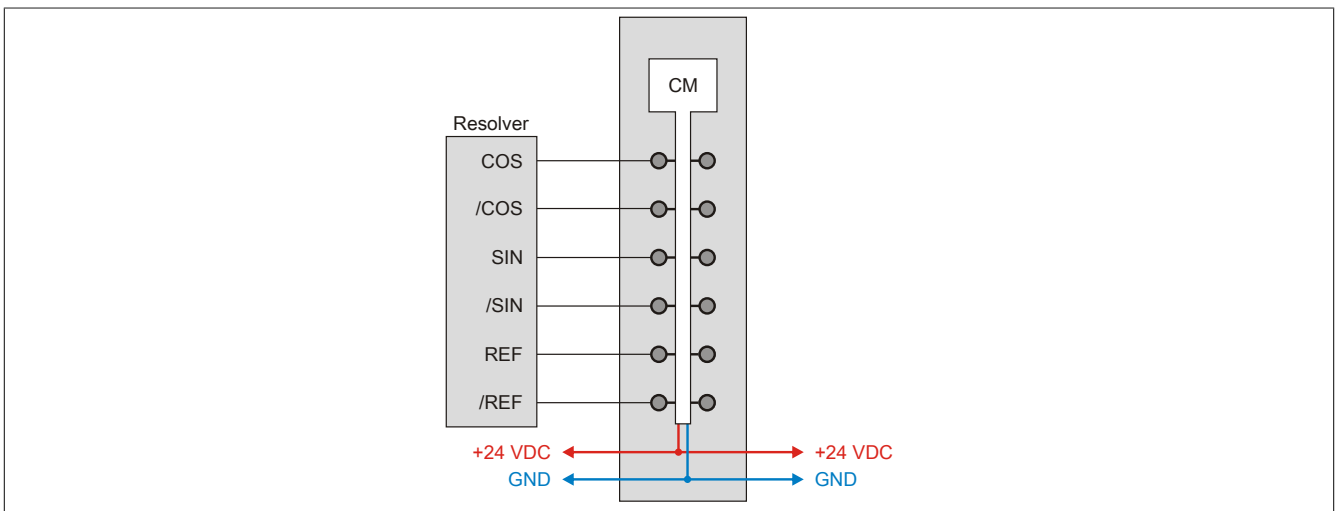 CM
Resolver
COS
/COS
SIN
/SIN
REF
/REF
+24 VDC +24 VDC
GND GND